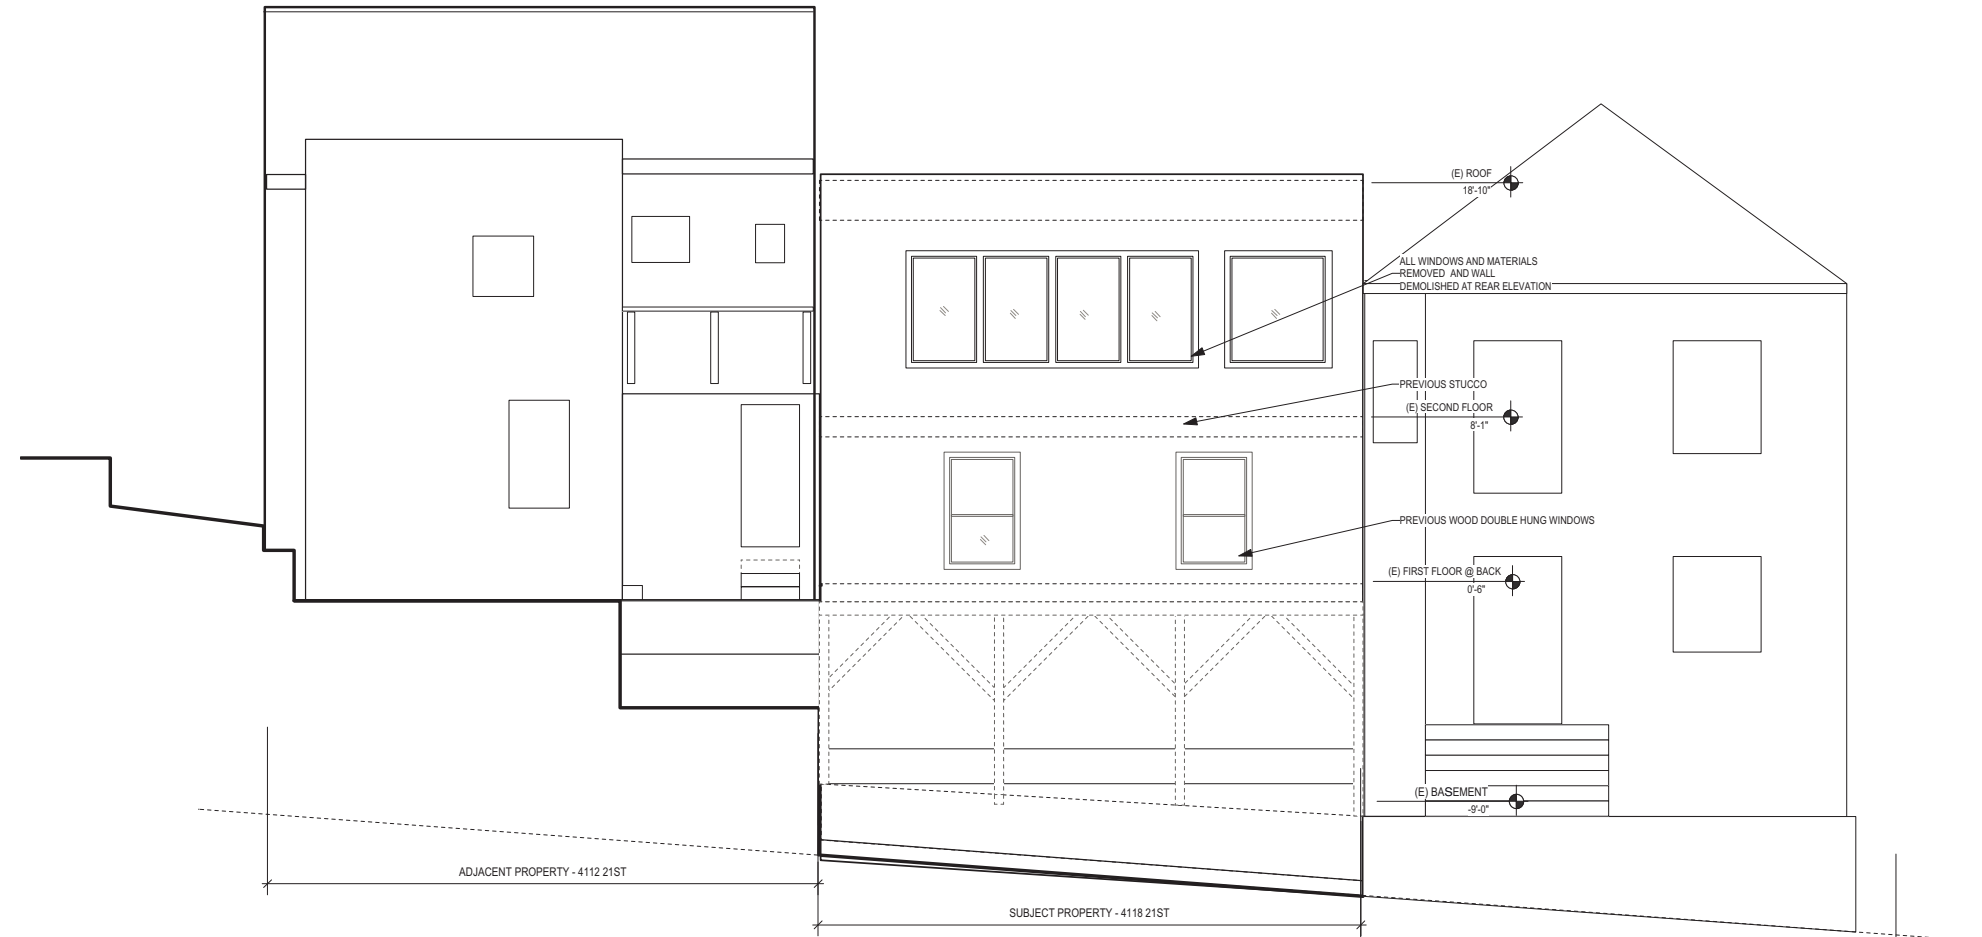 (E) ROOF
18'-10"
ALL WINDOWS AND MATERIALS
REMOVED AND WALL
DEMOLISHED AT REAR ELEVATION
PREVIOUS STUCCO
(E) SECOND FLOOR
8'-1"
PREVIOUS WOOD DOUBLE HUNG WINDOWS
(E) FIRST FLOOR @ BACK
0'-6"
(E) BASEMENT
-9'-0"
ADJACENT PROPERTY - 4112 21ST
SUBJECT PROPERTY - 4118 21ST